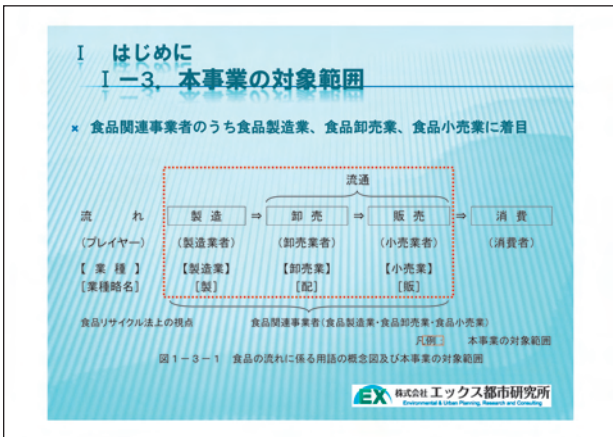 Ⅰ はじめに
Ⅰ－3．本事業の対象範囲
× 食品関連事業者のうち食品製造業、食品卸売業、食品小売業に着目
流通
流れ 製造 ⇒ 卸売 ⇒ 販売 ⇒ 消費
(プレイヤー) (製造業者) (卸売業者) (小売業者) (消費者)
【業種】 【製造業】 【卸売業】 【小売業】
[業種略名] [製] [配] [販]
食品リサイクル法上の視点 食品関連事業者(食品製造業・食品卸売業・食品小売業)
凡例 本事業の対象範囲
図1－3－1 食品の流れに係る用語の概念図及び本事業の対象範囲
EX 株式会社 エックス都市研究所
Environmental & Urban Planning, Research and Consulting